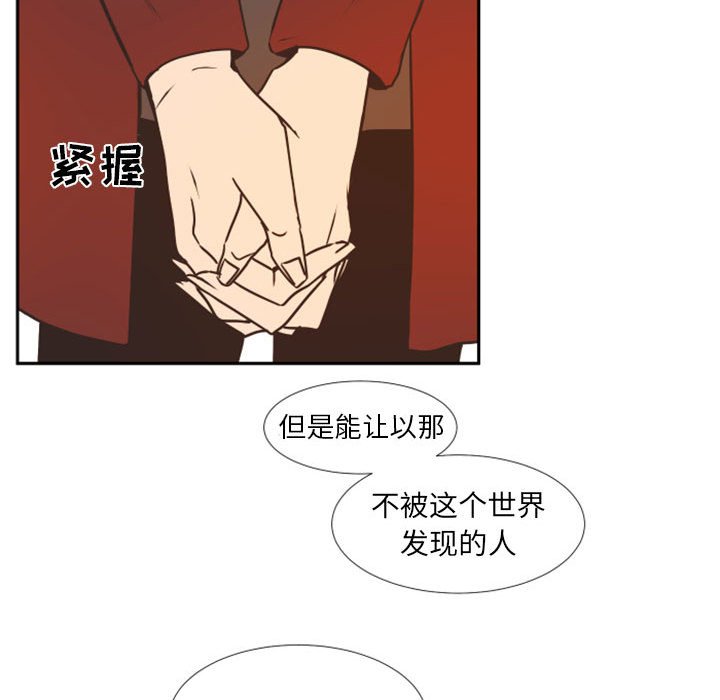 紧握
但是能让以那
不被这个世界
发现的人